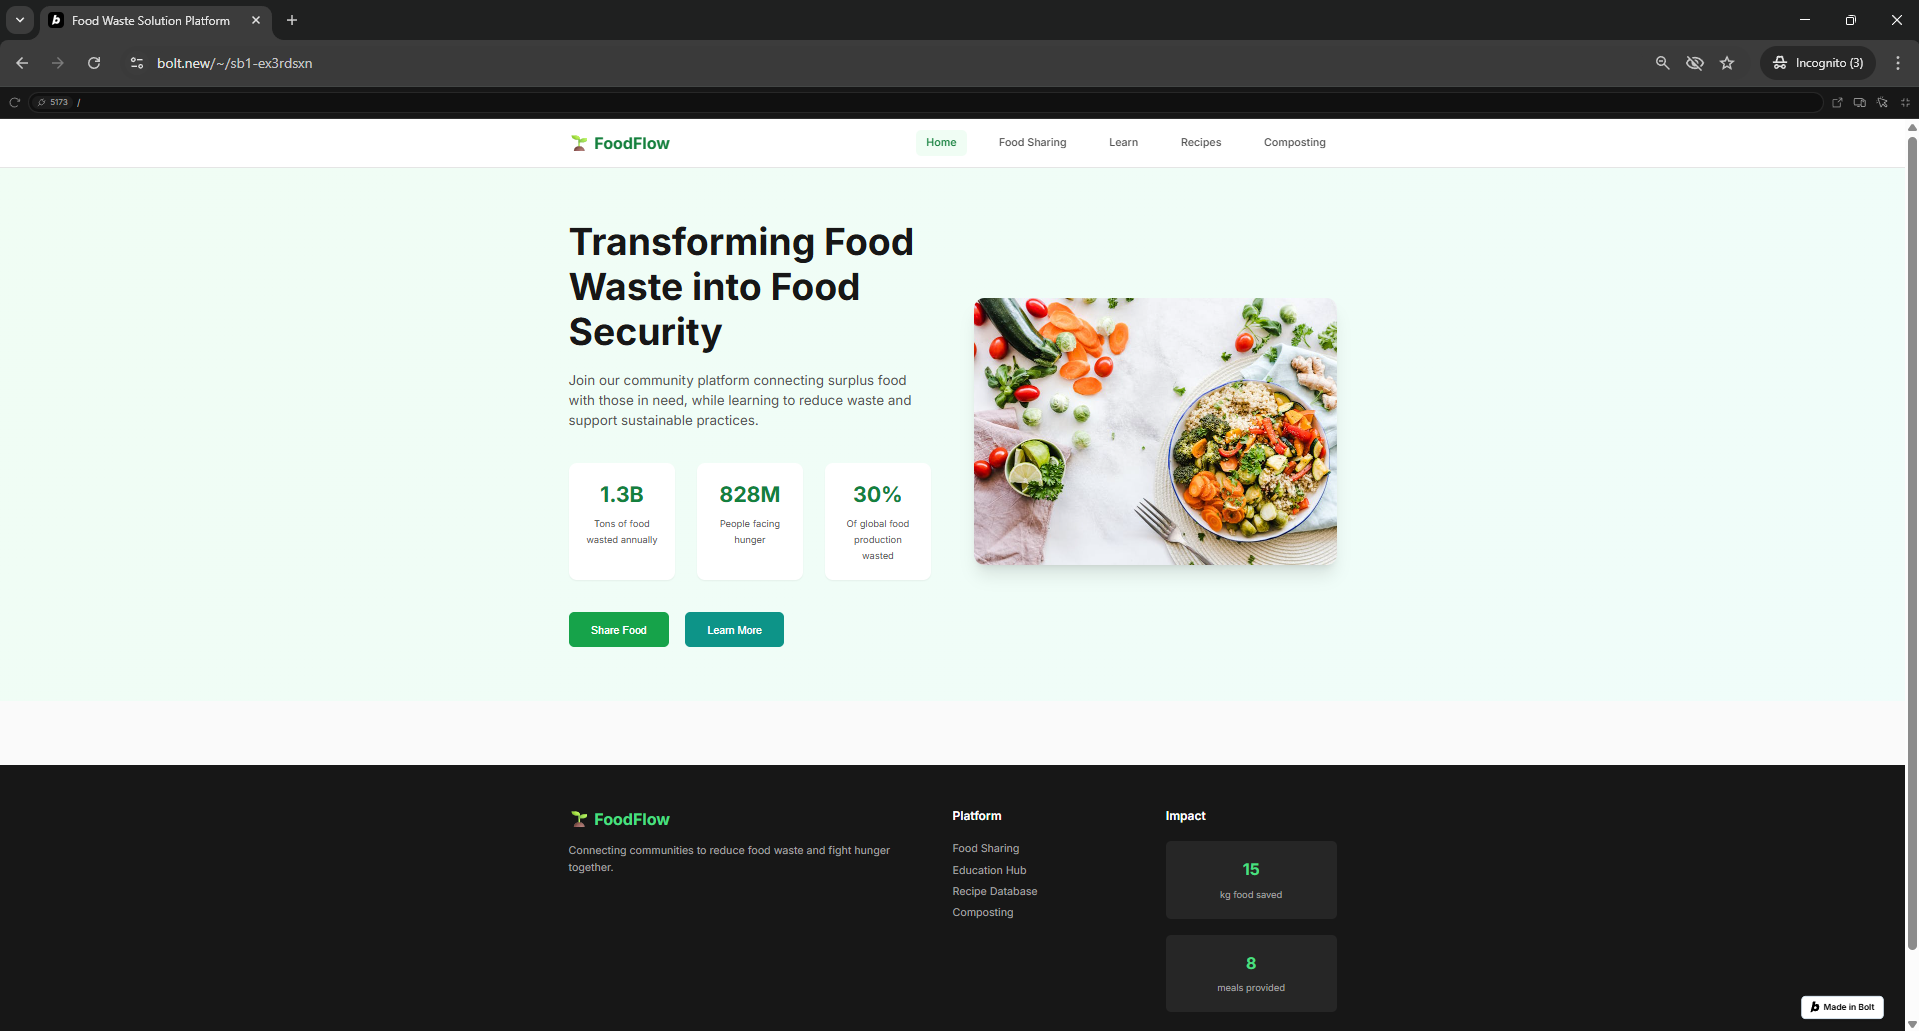 Food Waste Solution Platform
bolt.new/~/sb1-ex3rdsxn
Incognito (3)
5173 /
FoodFlow
Home Food Sharing Learn Recipes Composting
Transforming Food
Waste into Food
Security
Join our community platform connecting surplus food
with those in need, while learning to reduce waste and
support sustainable practices.
1.3B
Tons of food
wasted annually
828M
People facing
hunger
30%
Of global food
production
wasted
Share Food
Learn More
FoodFlow
Connecting communities to reduce food waste and fight hunger
together.
Platform
Food Sharing
Education Hub
Recipe Database
Composting
Impact
15
kg food saved
8
meals provided
b Made in Bolt